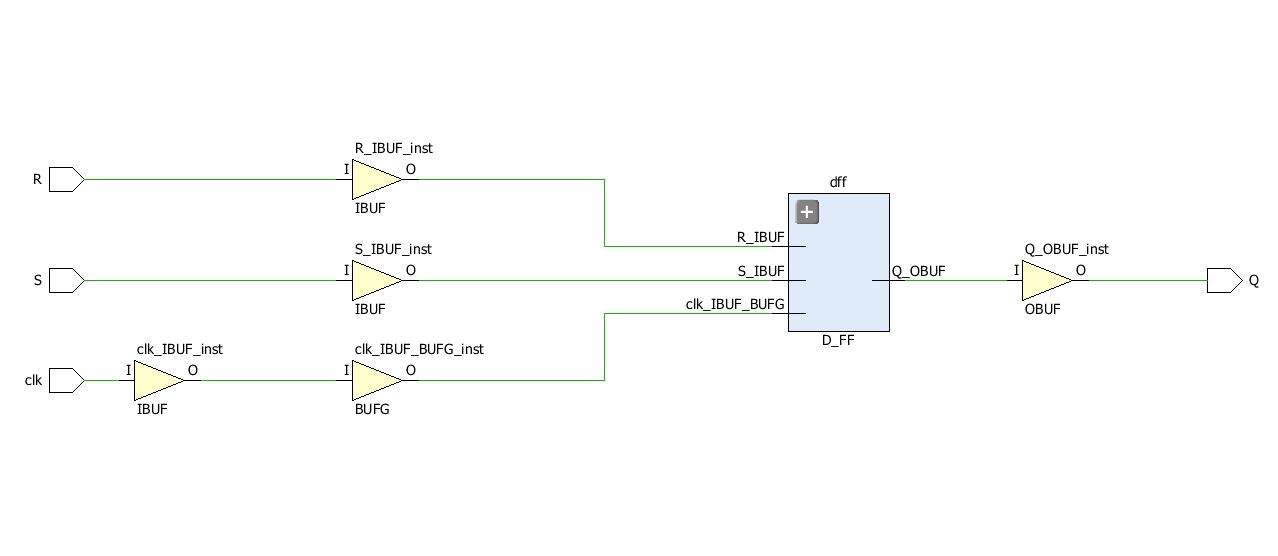 R_IBUF_inst
R
I
O
IBUF
dff
+
R_IBUF
S_IBUF_inst
S
I
O
IBUF
S_IBUF
Q_OBUF
Q_OBUF_inst
I
O
OBUF
Q
clk_IBUF_BUFG
D_FF
clk_IBUF_inst
clk
I
O
IBUF
clk_IBUF_BUFG_inst
I
O
BUFG